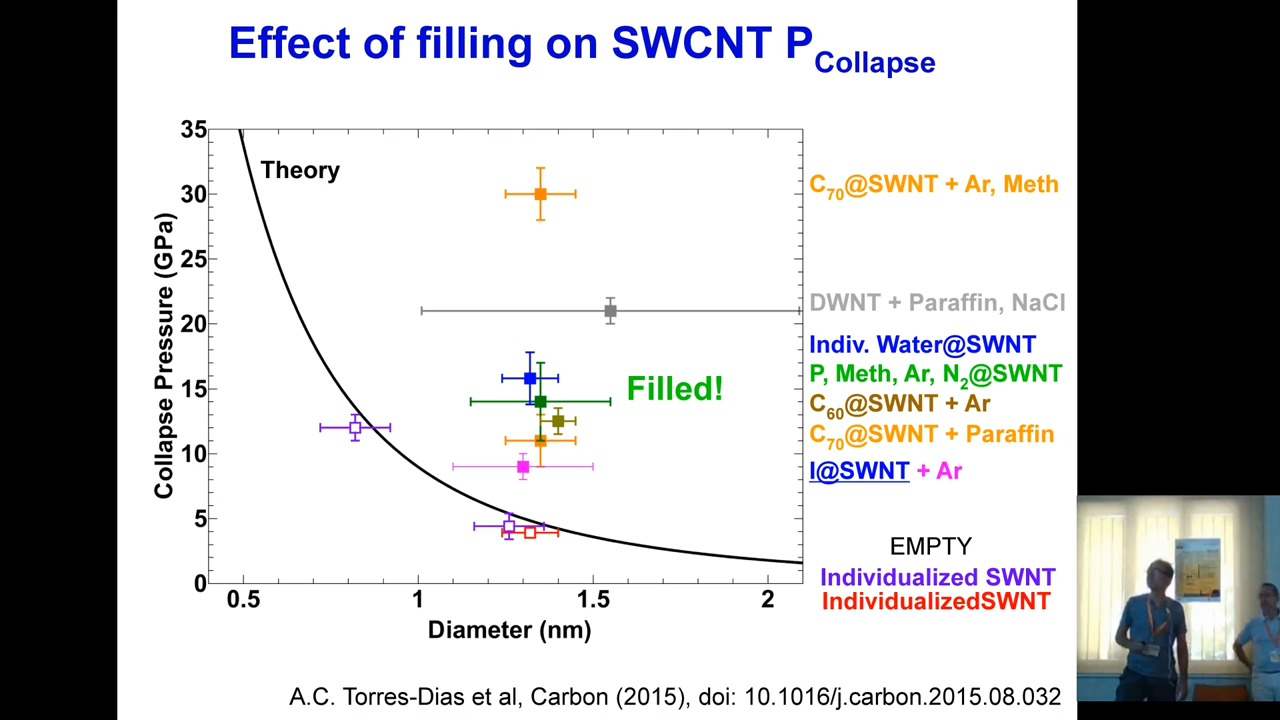 Effect of filling on SWCNT PCollapse
35
30
25
20
15
10
5
0
0.5
1
1.5
2
Collapse Pressure (GPa)
Diameter (nm)
Theory
Filled!
C70@SWNT + Ar, Meth
DWNT + Paraffin, NaCl
Indiv. Water@SWNT
P, Meth, Ar, N2@SWNT
C60@SWNT + Ar
C70@SWNT + Paraffin
I@SWNT + Ar
EMPTY
Individualized SWNT
IndividualizedSWNT
A.C. Torres-Dias et al, Carbon (2015), doi: 10.1016/j.carbon.2015.08.032